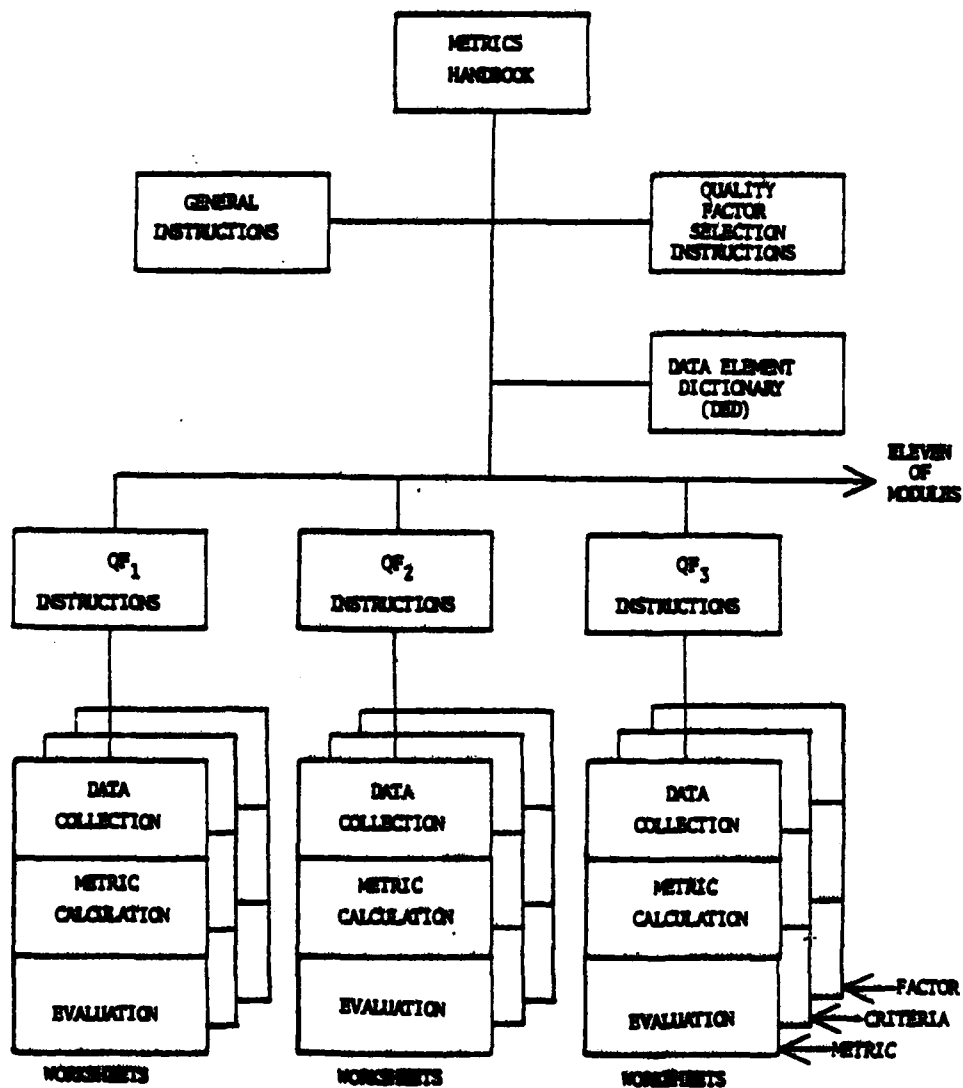 METRICS
HANDBOOK
GENERAL
INSTRUCTIONS
QUALITY
FACTOR
SELECTION
INSTRUCTIONS
DATA ELEMENT
DICTIONARY
(DED)
ELEVEN
OF
MODULES
QF1
INSTRUCTIONS
QF2
INSTRUCTIONS
QF3
INSTRUCTIONS
DATA
COLLECTION
METRIC
CALCULATION
EVALUATION
WORKSHEETS
DATA
COLLECTION
METRIC
CALCULATION
EVALUATION
WORKSHEETS
DATA
COLLECTION
METRIC
CALCULATION
EVALUATION
WORKSHEETS
FACTOR
CRITERIA
METRIC